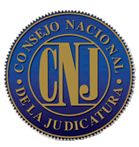 CONSEJO NACIONAL
DE LA JUDICATURA
CNJ